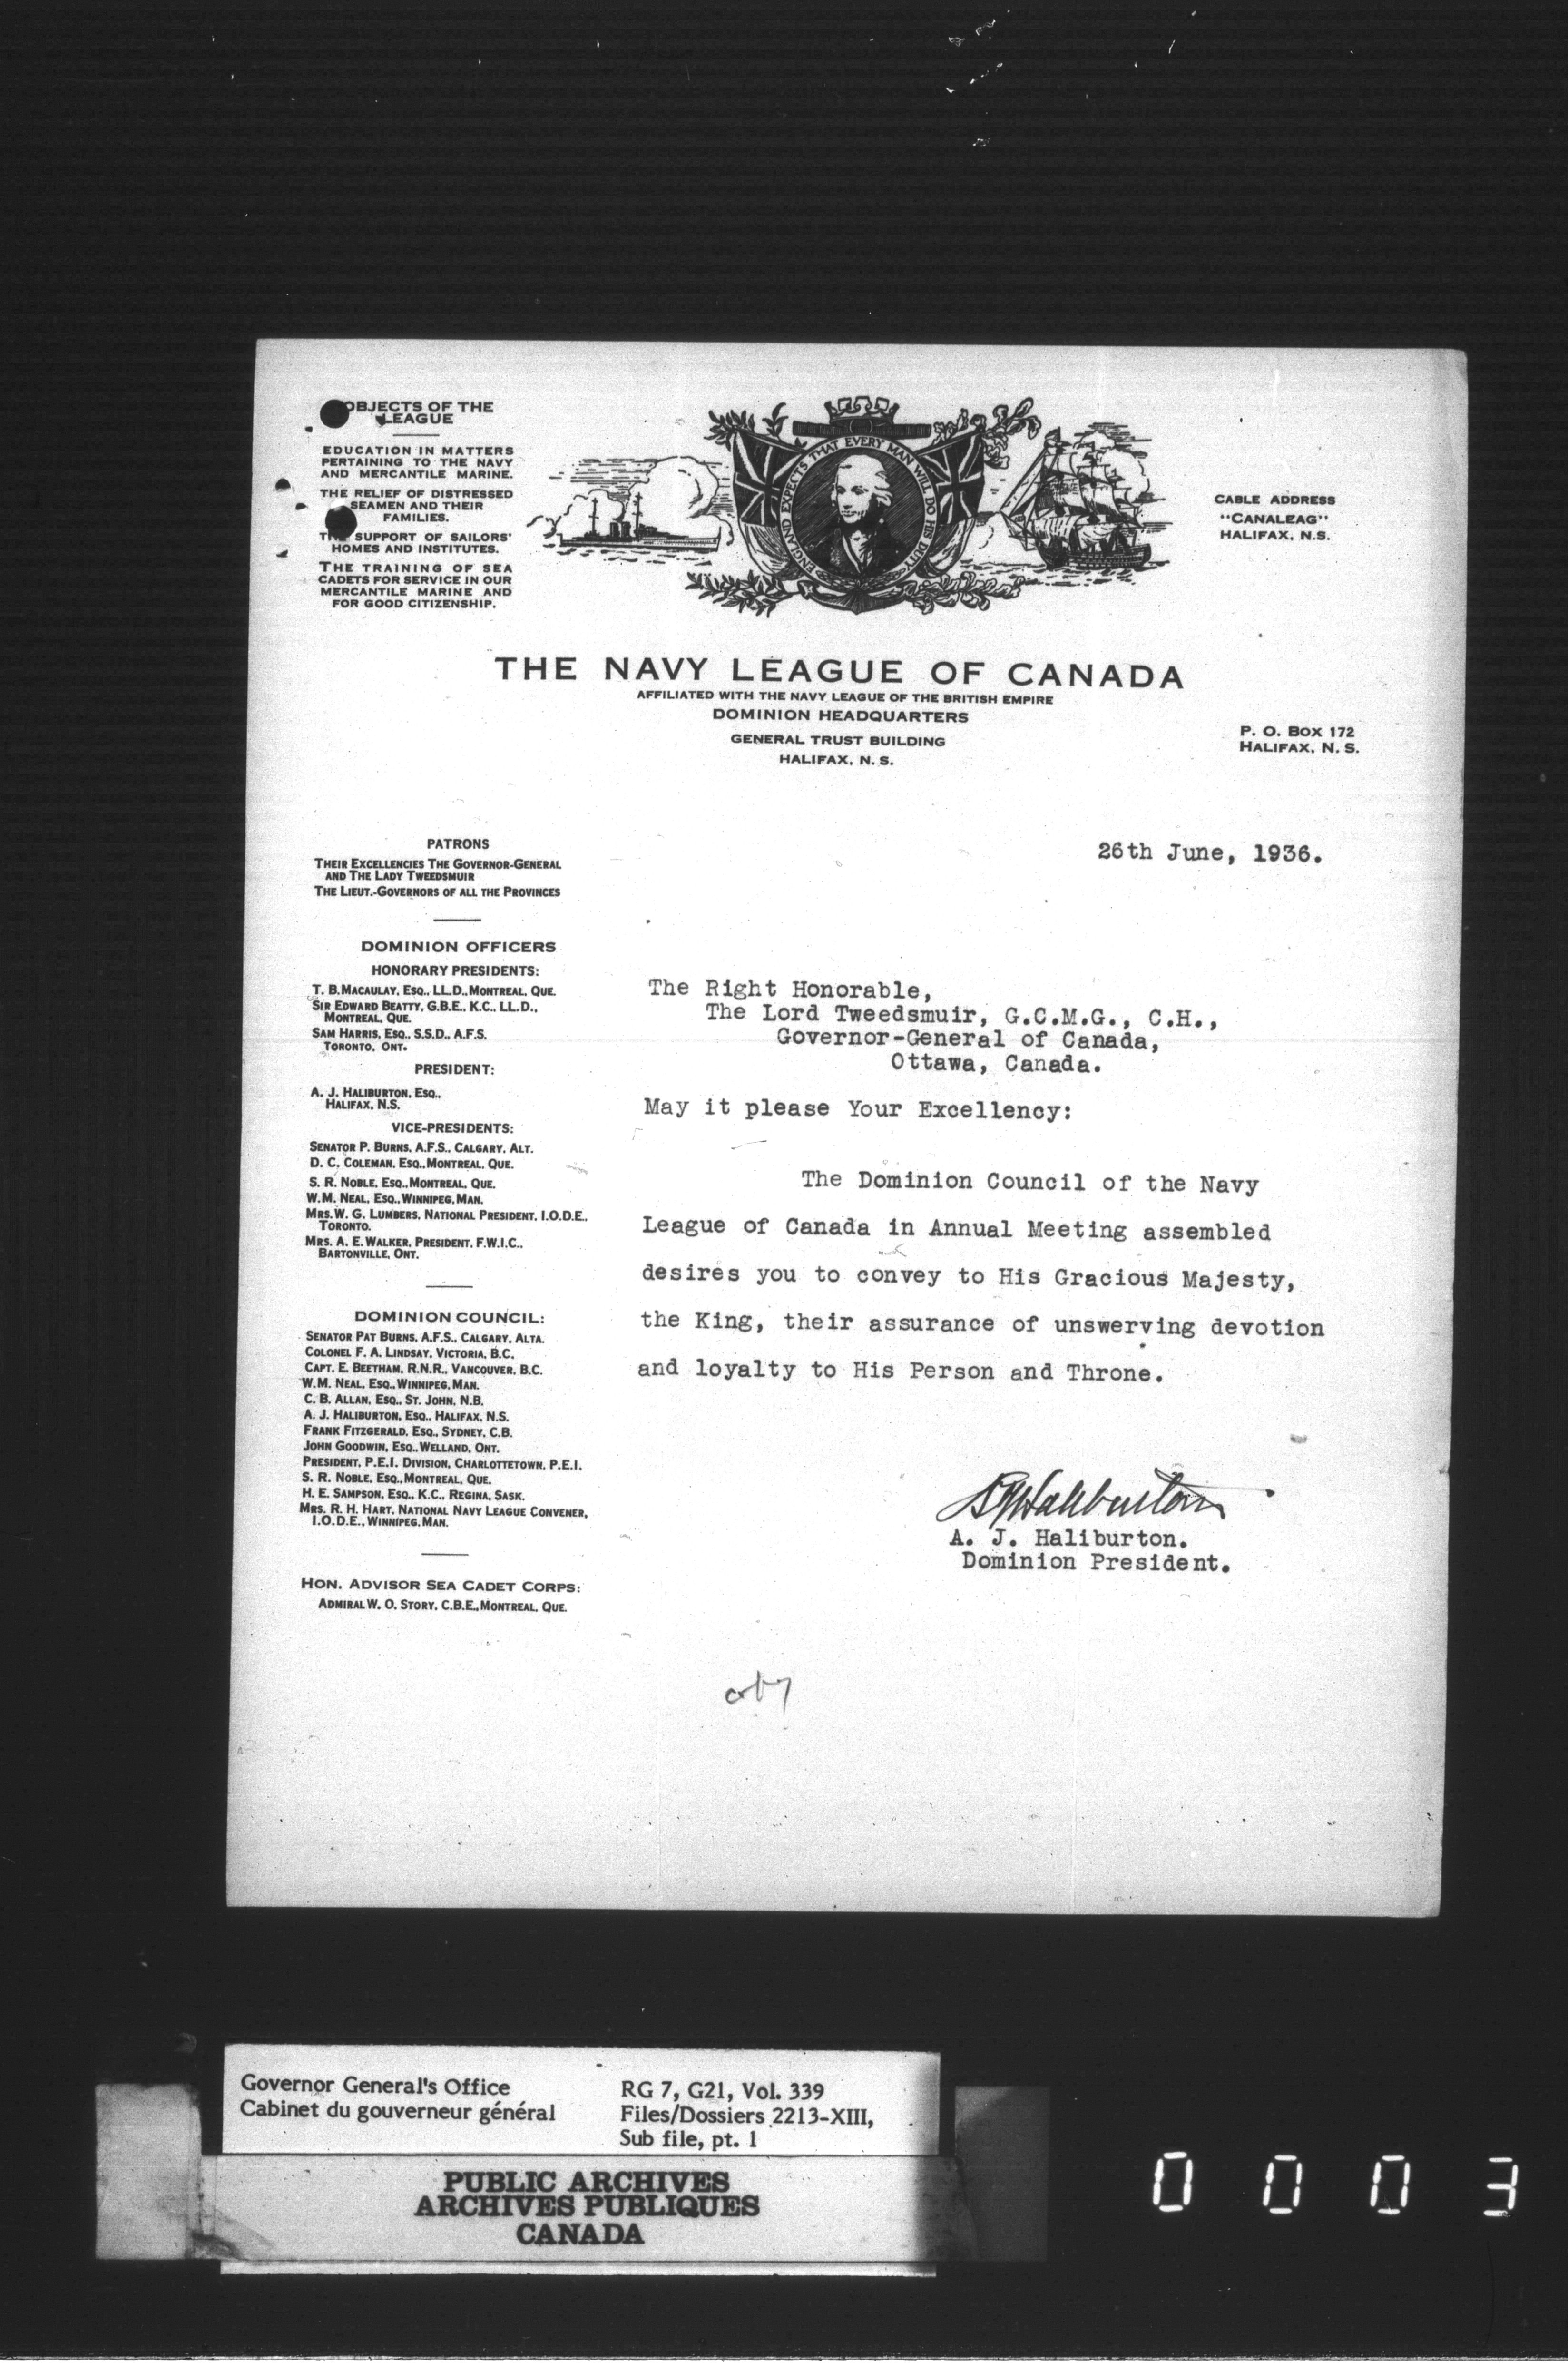 OBJECTS OF THE
LEAGUE
EDUCATION IN MATTERS
PERTAINING TO THE NAVY
AND MERCANTILE MARINE.
THE RELIEF OF DISTRESSED
SEAMEN AND THEIR
FAMILIES.
THE SUPPORT OF SAILORS'
HOMES AND INSTITUTES.
THE TRAINING OF SEA
CADETS FOR SERVICE IN OUR
MERCANTILE MARINE AND
FOR GOOD CITIZENSHIP.
ENGLAND EXPECTS THAT EVERY MAN WILL DO HIS DUTY
CABLE ADDRESS
"CANALEAG"
HALIFAX, N.S.
THE NAVY LEAGUE OF CANADA
AFFILIATED WITH THE NAVY LEAGUE OF THE BRITISH EMPIRE
DOMINION HEADQUARTERS
GENERAL TRUST BUILDING
HALIFAX, N. S.
P. O. BOX 172
HALIFAX, N. S.
PATRONS
THEIR EXCELLENCIES THE GOVERNOR-GENERAL
AND THE LADY TWEEDSMUIR
THE LIEUT.-GOVERNORS OF ALL THE PROVINCES
DOMINION OFFICERS
HONORARY PRESIDENTS:
T. B. MACAULAY, ESQ., LL.D., MONTREAL, QUE.
SIR EDWARD BEATTY, G.B.E., K.C., LL.D.,
MONTREAL, QUE.
SAM HARRIS, ESQ., S.S.D., A.F.S.
TORONTO, ONT.
PRESIDENT:
A. J. HALIBURTON, ESQ.,
HALIFAX, N.S.
VICE-PRESIDENTS:
SENATOR P. BURNS, A.F.S., CALGARY, ALT.
D. C. COLEMAN, ESQ., MONTREAL, QUE.
S. R. NOBLE, ESQ., MONTREAL, QUE.
W.M. NEAL, ESQ., WINNIPEG, MAN.
MRS. W. G. LUMBERS, NATIONAL PRESIDENT, I.O.D.E.,
TORONTO.
MRS. A. E. WALKER, PRESIDENT, F.W.I.C.,
BARTONVILLE, ONT.
DOMINION COUNCIL:
SENATOR PAT BURNS, A.F.S., CALGARY, ALTA.
COLONEL F. A. LINDSAY, VICTORIA, B.C.
CAPT. E. BEETHAM, R.N.R., VANCOUVER, B.C.
W.M. NEAL, ESQ., WINNIPEG, MAN.
C. B. ALLAN, ESQ., ST. JOHN, N.B.
A. J. HALIBURTON, ESQ., HALIFAX, N.S.
FRANK FITZGERALD, ESQ., SYDNEY, C.B.
JOHN GOODWIN, ESQ., WELLAND, ONT.
PRESIDENT, P.E.I. DIVISION, CHARLOTTETOWN, P.E.I.
S. R. NOBLE, ESQ., MONTREAL, QUE.
H. E. SAMPSON, ESQ., K.C., REGINA, SASK.
MRS. R. H. HART, NATIONAL NAVY LEAGUE CONVENER,
I.O.D.E., WINNIPEG, MAN.
HON. ADVISOR SEA CADET CORPS:
ADMIRAL W. O. STORY, C.B.E., MONTREAL, QUE.
26th June, 1936.
The Right Honorable,
The Lord Tweedsmuir, G.C.M.G., C.H.,
Governor-General of Canada,
Ottawa, Canada.
May it please Your Excellency:
The Dominion Council of the Navy
League of Canada in Annual Meeting assembled
desires you to convey to His Gracious Majesty,
the King, their assurance of unswerving devotion
and loyalty to His Person and Throne.
A J Haliburton
A. J. Haliburton.
Dominion President.
Governor General's Office
Cabinet du gouverneur général
RG 7, G21, Vol. 339
Files/Dossiers 2213-XIII,
Sub file, pt. 1
PUBLIC ARCHIVES
ARCHIVES PUBLIQUES
CANADA
0 0 0 3